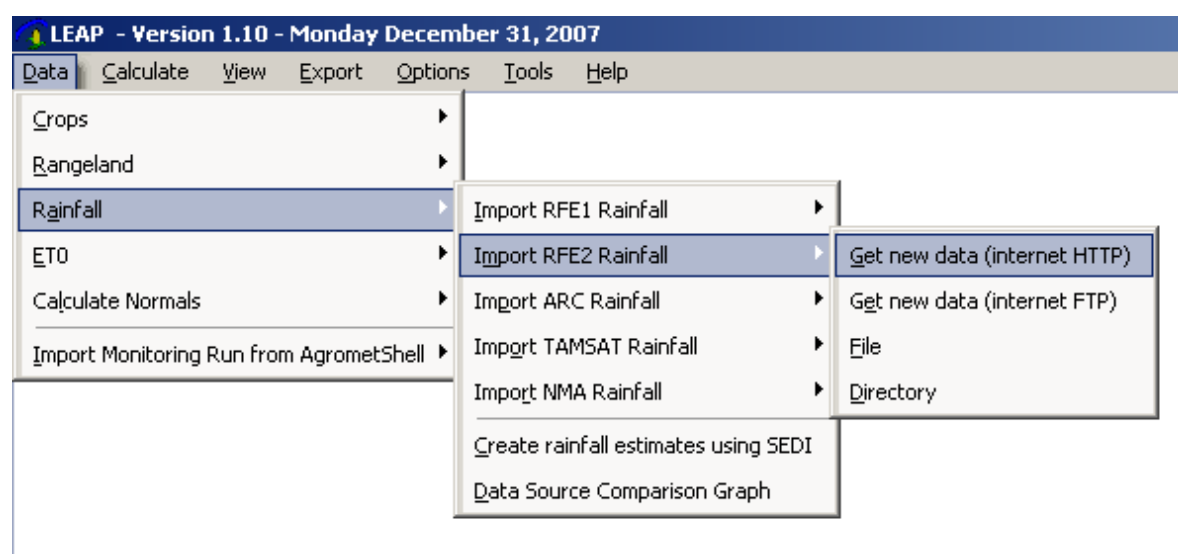 LEAP - Version 1.10 - Monday December 31, 2007
Data Calculate View Export Options Tools Help
Crops
Rangeland
Rainfall
ET0
Calculate Normals
Import Monitoring Run from AgrometShell
Import RFE1 Rainfall
Import RFE2 Rainfall
Import ARC Rainfall
Import TAMSAT Rainfall
Import NMA Rainfall
Create rainfall estimates using SEDI
Data Source Comparison Graph
Get new data (internet HTTP)
Get new data (internet FTP)
File
Directory